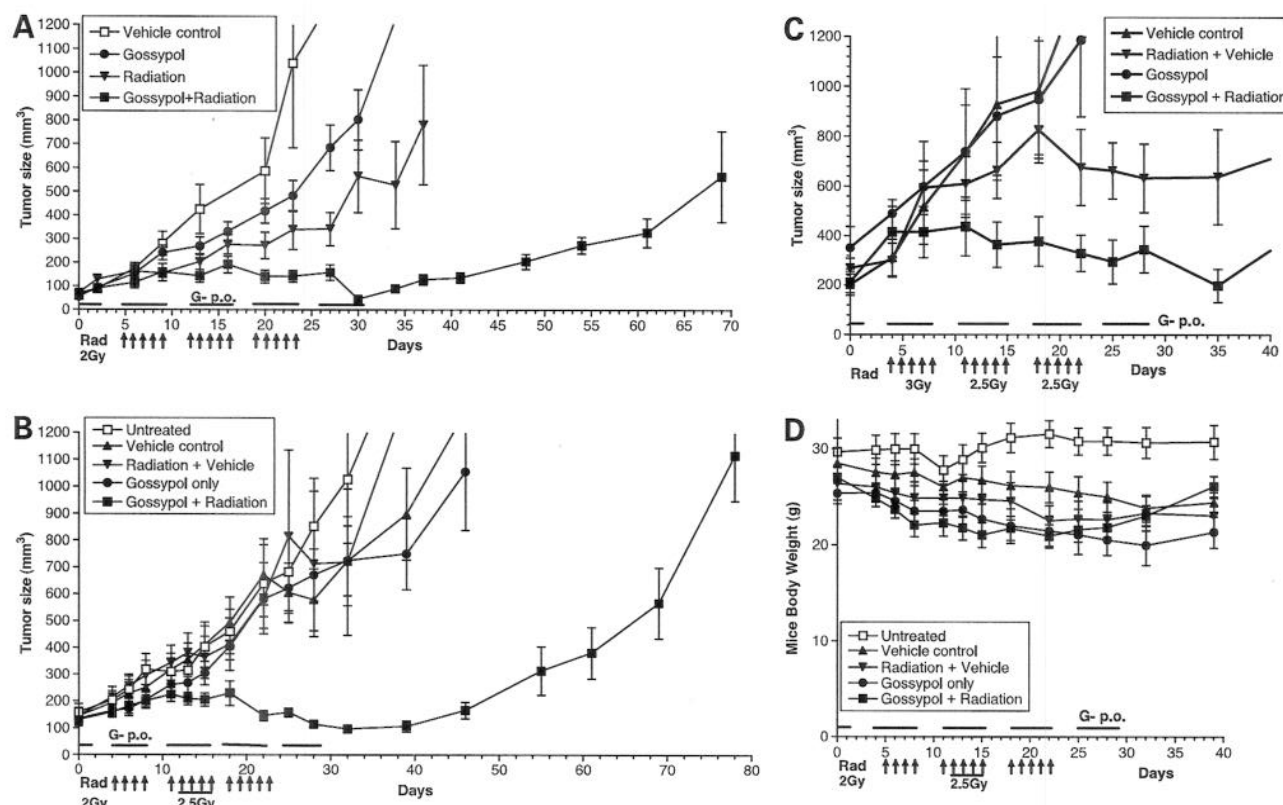 A
Vehicle control
Gossypol
Radiation
Gossypol+Radiation
Tumor size (mm³)
1200
1100
1000
900
800
700
600
500
400
300
200
100
0
G- p.o.
0 5 10 15 20 25 30 35 40 45 50 55 60 65 70
Rad
2Gy
Days
B
Untreated
Vehicle control
Radiation + Vehicle
Gossypol only
Gossypol + Radiation
Tumor size (mm³)
1200
1100
1000
900
800
700
600
500
400
300
200
100
0
G- p.o.
0 10 20 30 40 50 60 70 80
Rad
2Gy
2.5Gy
Days
C
Vehicle control
Radiation + Vehicle
Gossypol
Gossypol + Radiation
Tumor size (mm³)
1200
1000
800
600
400
200
0
G- p.o.
0 5 10 15 20 25 30 35 40
Rad
3Gy
2.5Gy
2.5Gy
Days
D
Mice Body Weight (g)
30
20
10
0
Untreated
Vehicle control
Radiation + Vehicle
Gossypol only
Gossypol + Radiation
G- p.o.
0 10 20 30 40
Rad
2Gy
2.5Gy
Days